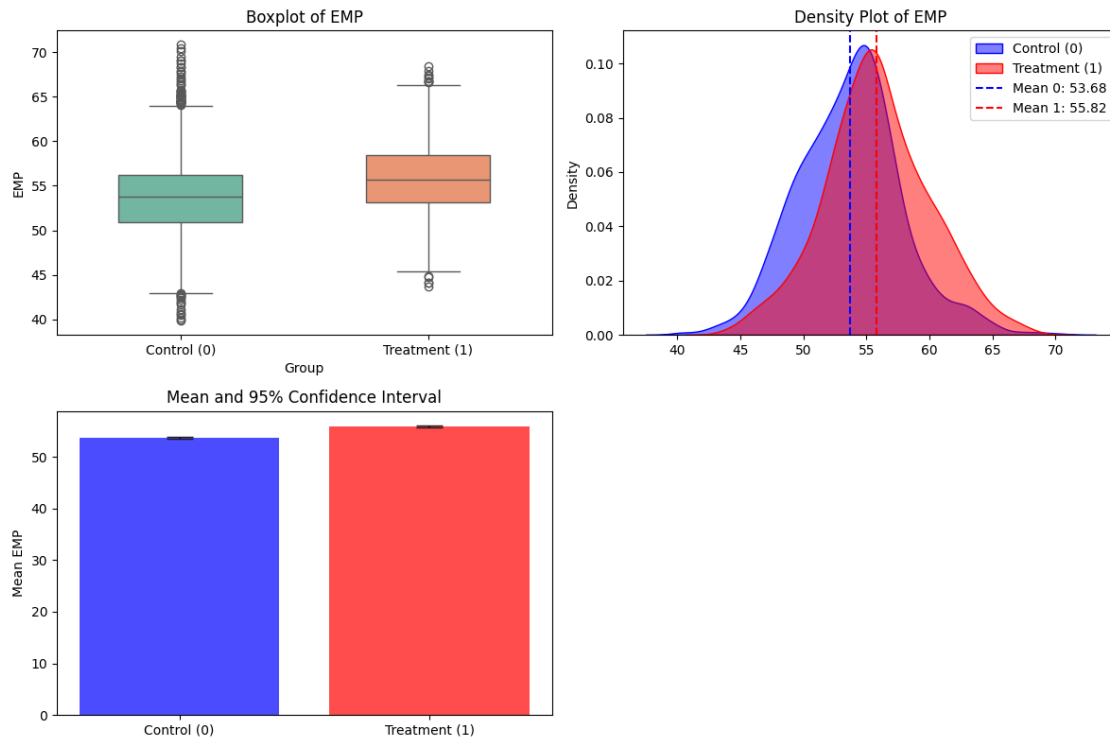 Boxplot of EMP
EMP
70
65
60
55
50
45
40
Control (0)
Treatment (1)
Group
Density Plot of EMP
Density
0.10
0.08
0.06
0.04
0.02
0.00
40
45
50
55
60
65
70
Control (0)
Treatment (1)
Mean 0: 53.68
Mean 1: 55.82
Mean and 95% Confidence Interval
Mean EMP
50
40
30
20
10
0
Control (0)
Treatment (1)